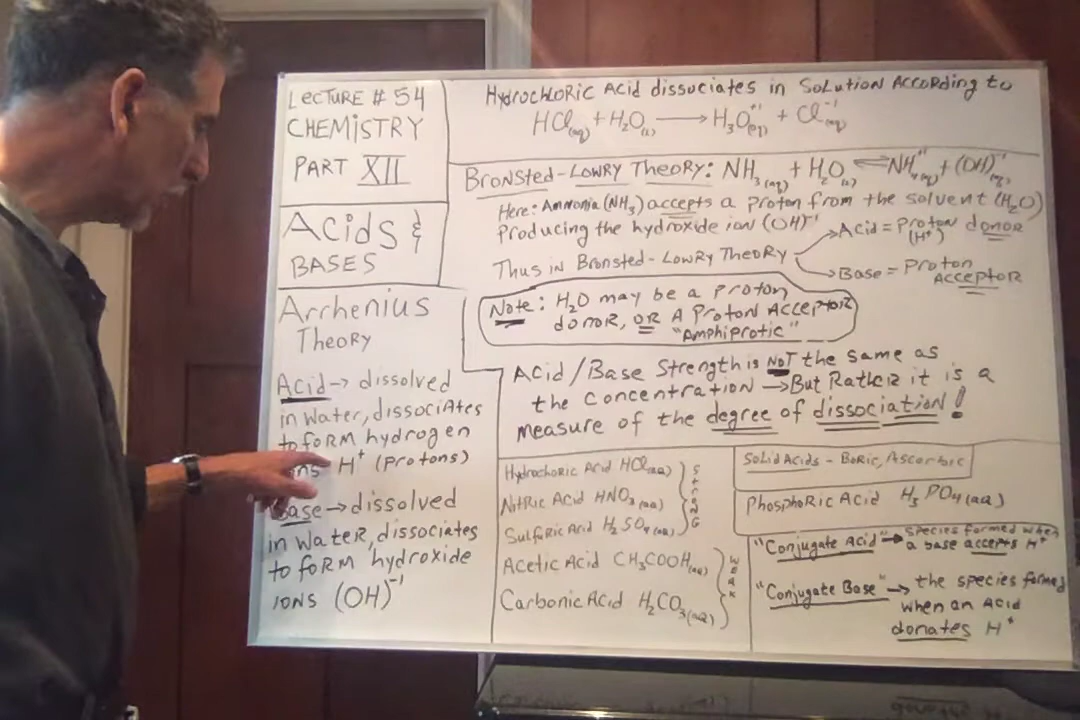 LECTURE # 54
CHEMISTRY
PART XII
ACIDS &
BASES
Arrhenius
Theory
Acid → dissolved
in water, dissociates
to form hydrogen
H⁺ (protons)
Base → dissolved
in water, dissociates
to form hydroxide
ions (OH)⁻¹
Hydrochloric Acid dissociates in solution according to
HCl(aq) + H₂O(l) → H₃O⁺¹(aq) + Cl⁻¹(aq)
Bronsted-Lowry Theory: NH₃(aq) + H₂O(l) ⇌ NH₄⁺¹(aq) + (OH)⁻¹(aq)
Here: Ammonia (NH₃) accepts a proton from the solvent (H₂O)
producing the hydroxide ion (OH)⁻¹
Thus in Bronsted-Lowry Theory
→ Acid = Proton donor
(H⁺)
→ Base = Proton
Acceptor
Note: H₂O may be a proton
donor, or a Proton Acceptor
"Amphiprotic"
Acid/Base Strength is NOT the same as
the concentration → But Rather it is a
measure of the degree of dissociation!
Hydrochoric Acid HCl(aq)
Nitric Acid HNO₃(aq)
Sulfuric Acid H₂SO₄(aq)
Strong
Acetic Acid CH₃COOH(aq)
Carbonic Acid H₂CO₃(aq)
Weak
Solid Acids - Boric, Ascorbic
Phosphoric Acid H₃PO₄(aq)
"Conjugate Acid" → species formed when
a base accepts H⁺
"Conjugate Base" → the species formed
when an Acid
donates H⁺